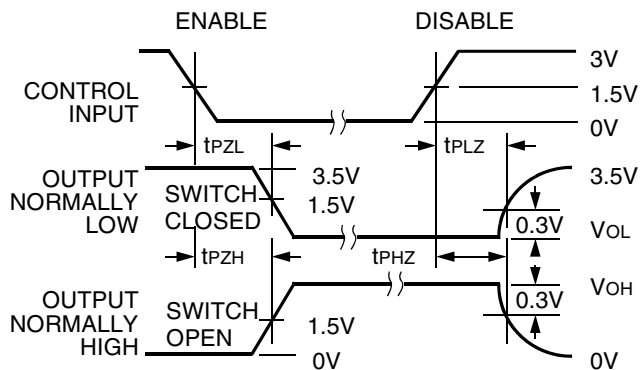 ENABLE
DISABLE
CONTROL
INPUT
3V
1.5V
0V
tPZL
tPLZ
OUTPUT
NORMALLY
LOW
SWITCH
CLOSED
3.5V
1.5V
3.5V
0.3V
VOL
tPZH
tPHZ
OUTPUT
NORMALLY
HIGH
SWITCH
OPEN
1.5V
0V
VOH
0.3V
0V